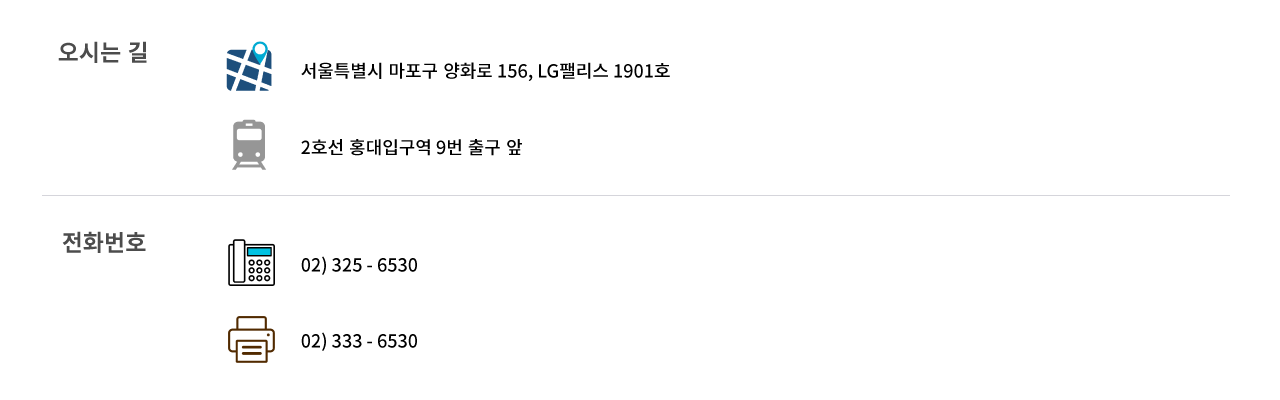 오시는 길
서울특별시 마포구 양화로 156, LG팰리스 1901호
2호선 홍대입구역 9번 출구 앞
전화번호
02) 325 - 6530
02) 333 - 6530